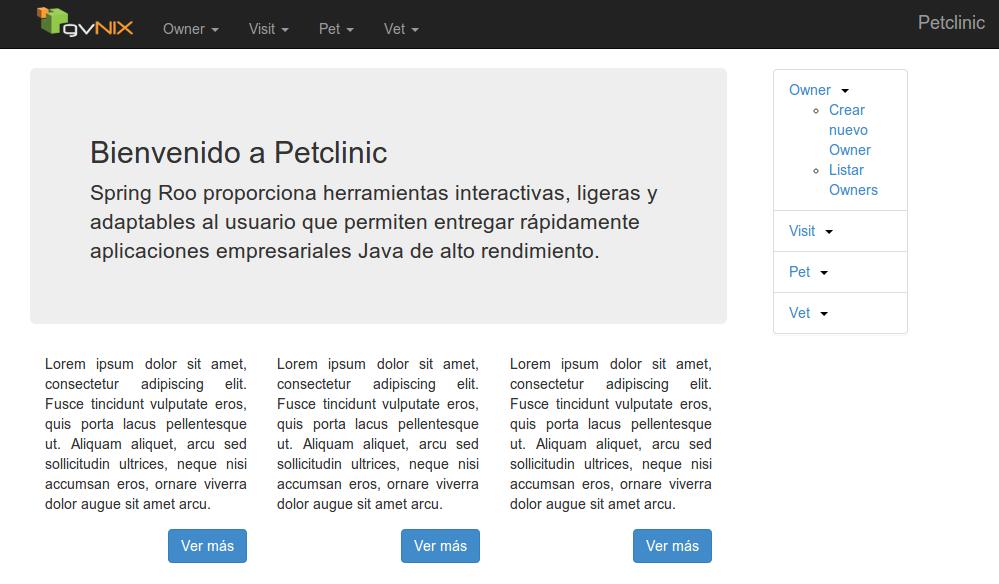 gvNIX
Owner
Visit
Pet
Vet
Petclinic
Bienvenido a Petclinic
Spring Roo proporciona herramientas interactivas, ligeras y
adaptables al usuario que permiten entregar rápidamente
aplicaciones empresariales Java de alto rendimiento.
Owner
Crear
nuevo
Owner
Listar
Owners
Visit
Pet
Vet
Lorem ipsum dolor sit amet,
consectetur adipiscing elit.
Fusce tincidunt vulputate eros,
quis porta lacus pellentesque
ut. Aliquam aliquet, arcu sed
sollicitudin ultrices, neque nisi
accumsan eros, ornare viverra
dolor augue sit amet arcu.
Ver más
Lorem ipsum dolor sit amet,
consectetur adipiscing elit.
Fusce tincidunt vulputate eros,
quis porta lacus pellentesque
ut. Aliquam aliquet, arcu sed
sollicitudin ultrices, neque nisi
accumsan eros, ornare viverra
dolor augue sit amet arcu.
Ver más
Lorem ipsum dolor sit amet,
consectetur adipiscing elit.
Fusce tincidunt vulputate eros,
quis porta lacus pellentesque
ut. Aliquam aliquet, arcu sed
sollicitudin ultrices, neque nisi
accumsan eros, ornare viverra
dolor augue sit amet arcu.
Ver más